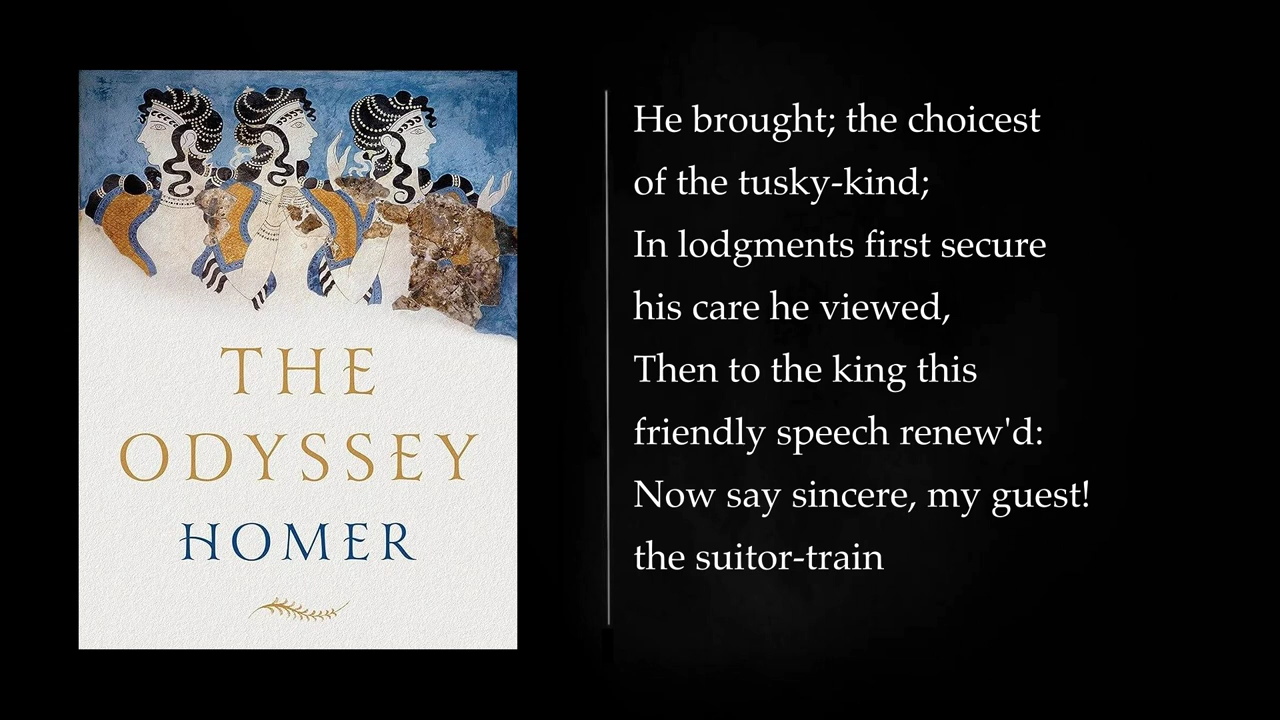 THE
ODYSSEY
HOMER
He brought; the choicest
of the tusky-kind;
In lodgments first secure
his care he viewed,
Then to the king this
friendly speech renew'd:
Now say sincere, my guest!
the suitor-train